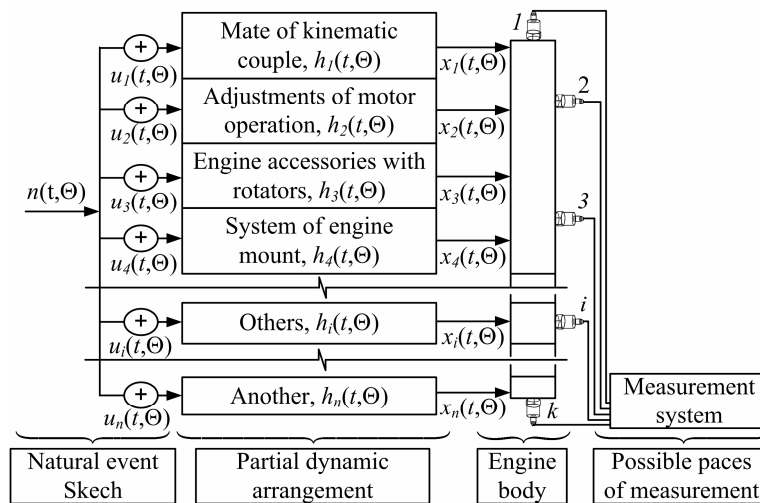 n(t,Θ)
u1(t,Θ)
u2(t,Θ)
u3(t,Θ)
u4(t,Θ)
ui(t,Θ)
un(t,Θ)
+
+
+
+
+
+
Mate of kinematic
couple, h1(t,Θ)
Adjustments of motor
operation, h2(t,Θ)
Engine accessories with
rotators, h3(t,Θ)
System of engine
mount, h4(t,Θ)
Others, hi(t,Θ)
Another, hn(t,Θ)
x1(t,Θ)
x2(t,Θ)
x3(t,Θ)
x4(t,Θ)
xi(t,Θ)
xn(t,Θ)
1
2
3
i
k
Measurement
system
Natural event
Skech
Partial dynamic
arrangement
Engine
body
Possible paces
of measurement